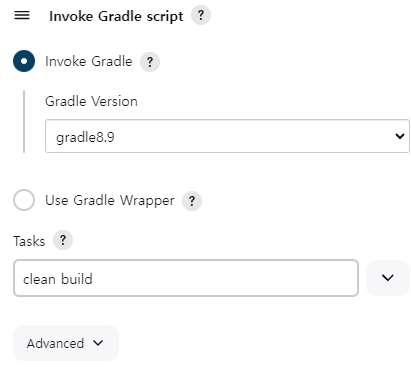 Invoke Gradle script ?
Invoke Gradle ?
Gradle Version
gradle8.9
Use Gradle Wrapper ?
Tasks ?
clean build
Advanced